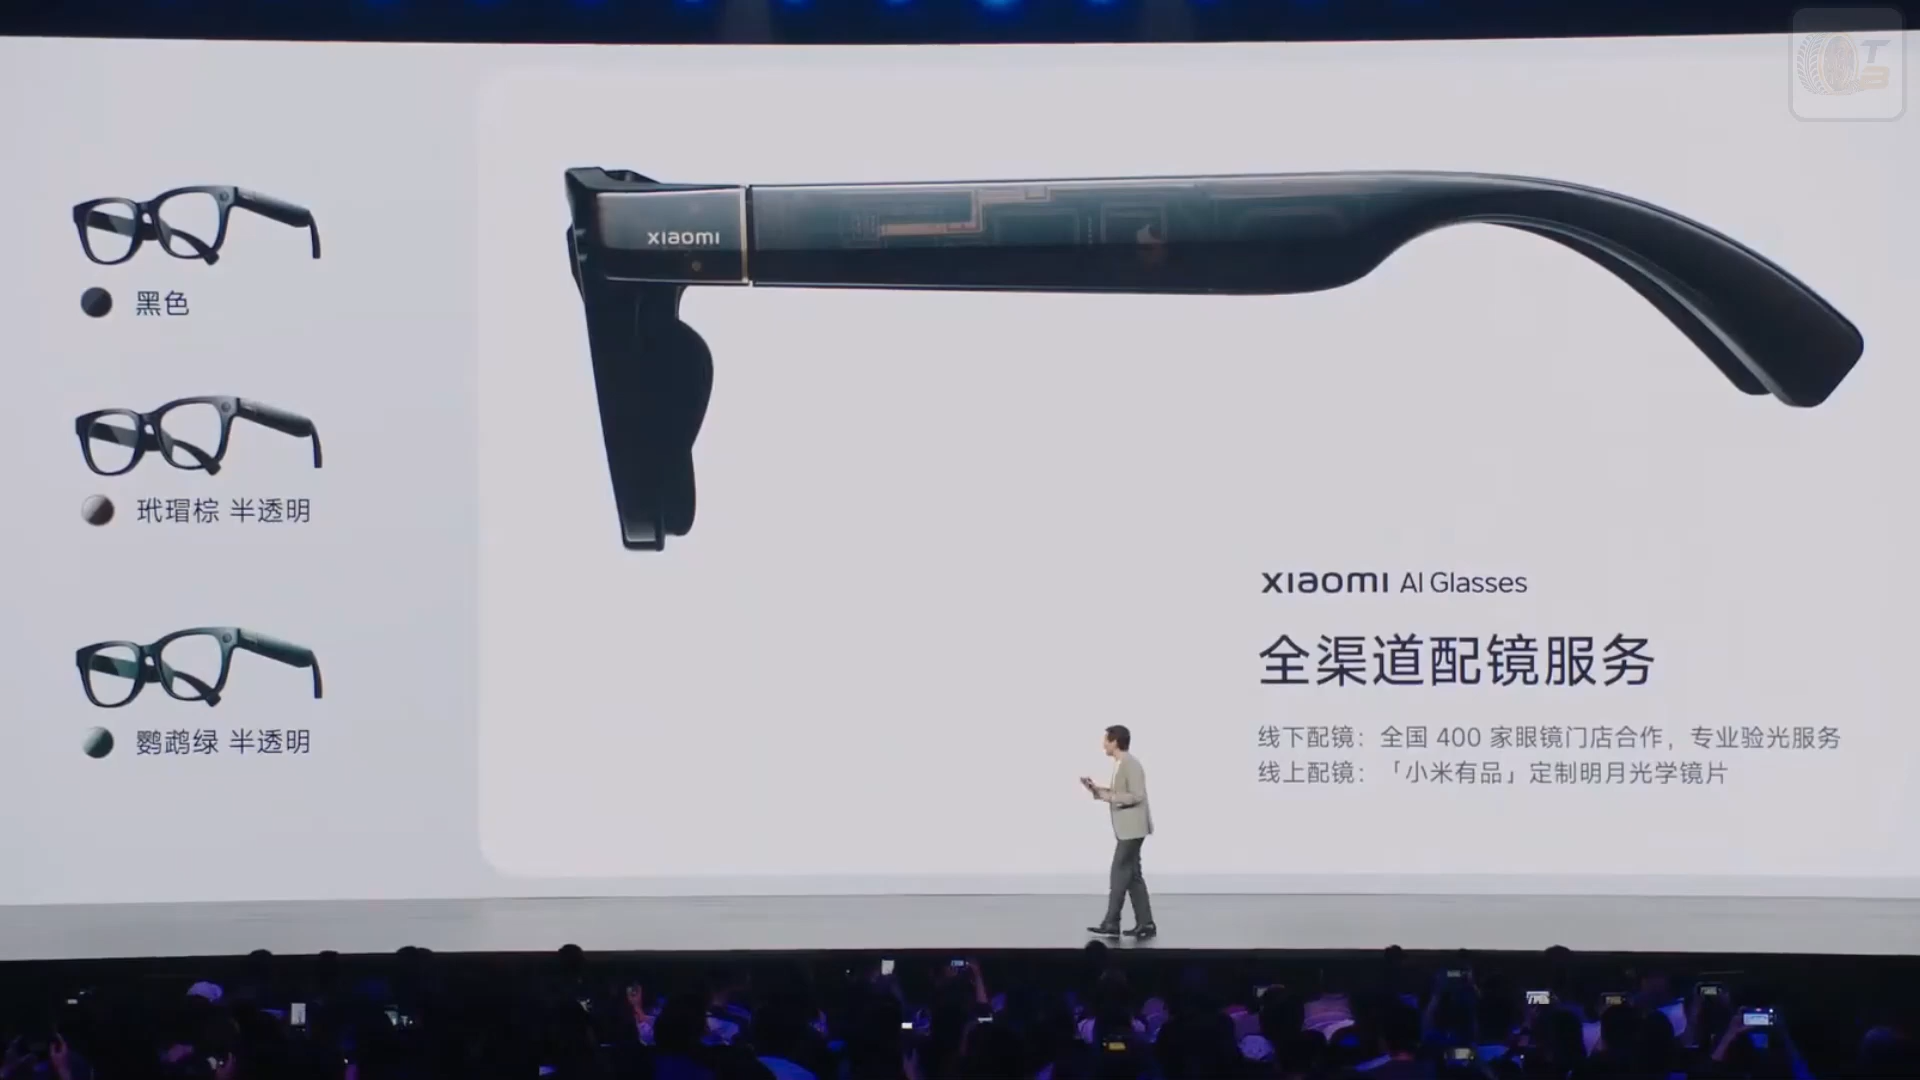 黑色
玳瑁棕 半透明
鹦鹉绿 半透明
xiaomi
xiaomi AI Glasses
全渠道配镜服务
线下配镜：全国 400 家眼镜门店合作，专业验光服务
线上配镜：「小米有品」定制明月光学镜片
T
3